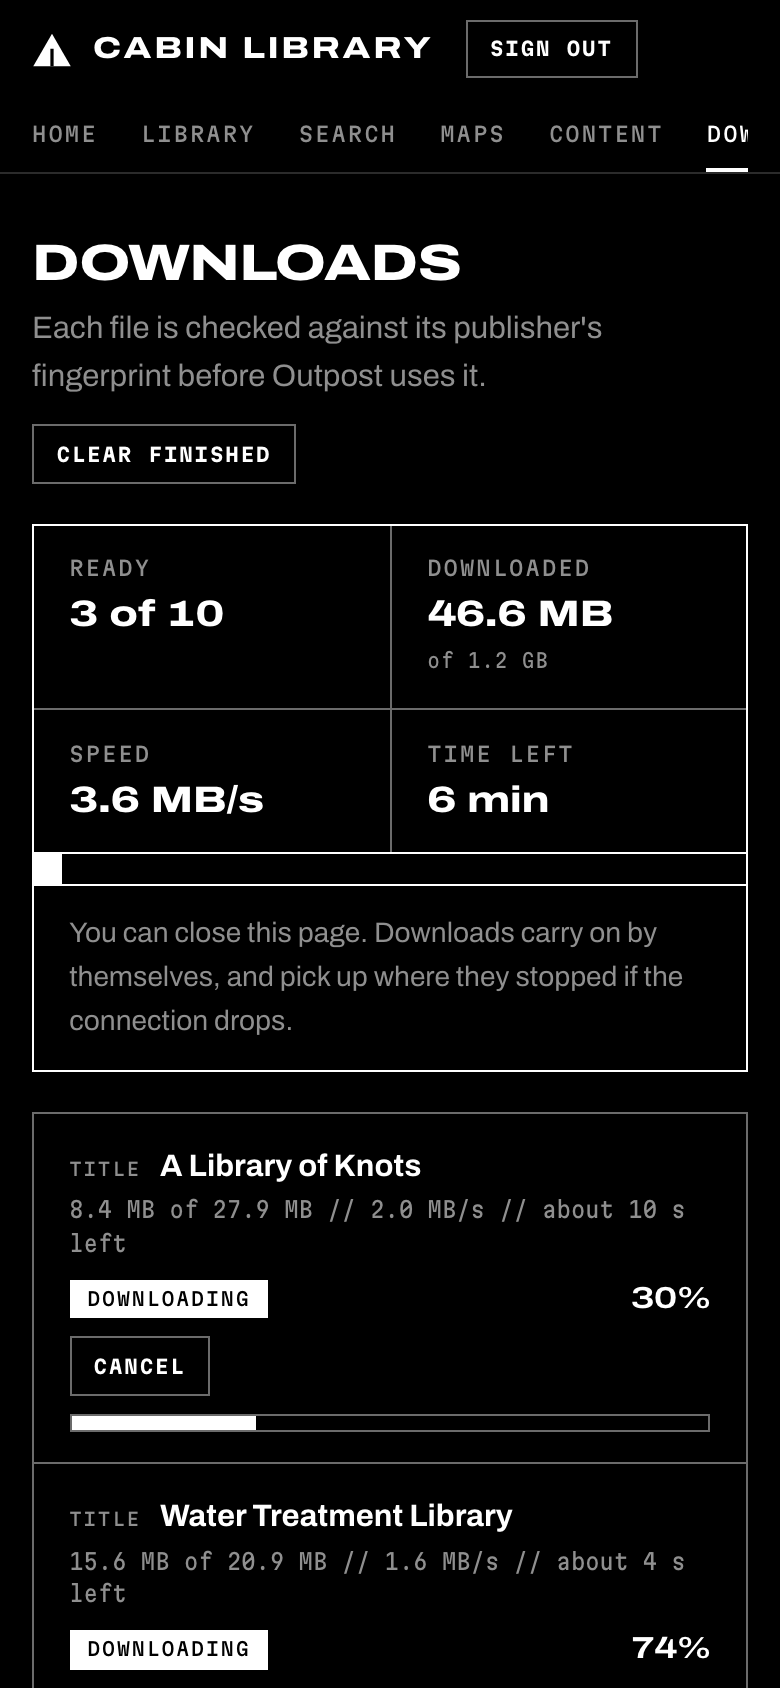 CABIN LIBRARY
SIGN OUT
HOME LIBRARY SEARCH MAPS CONTENT DOW
DOWNLOADS
Each file is checked against its publisher's
fingerprint before Outpost uses it.
CLEAR FINISHED
READY
3 of 10
DOWNLOADED
46.6 MB
of 1.2 GB
SPEED
3.6 MB/s
TIME LEFT
6 min
You can close this page. Downloads carry on by
themselves, and pick up where they stopped if the
connection drops.
TITLE A Library of Knots
8.4 MB of 27.9 MB // 2.0 MB/s // about 10 s
left
DOWNLOADING 30%
CANCEL
TITLE Water Treatment Library
15.6 MB of 20.9 MB // 1.6 MB/s // about 4 s
left
DOWNLOADING 74%